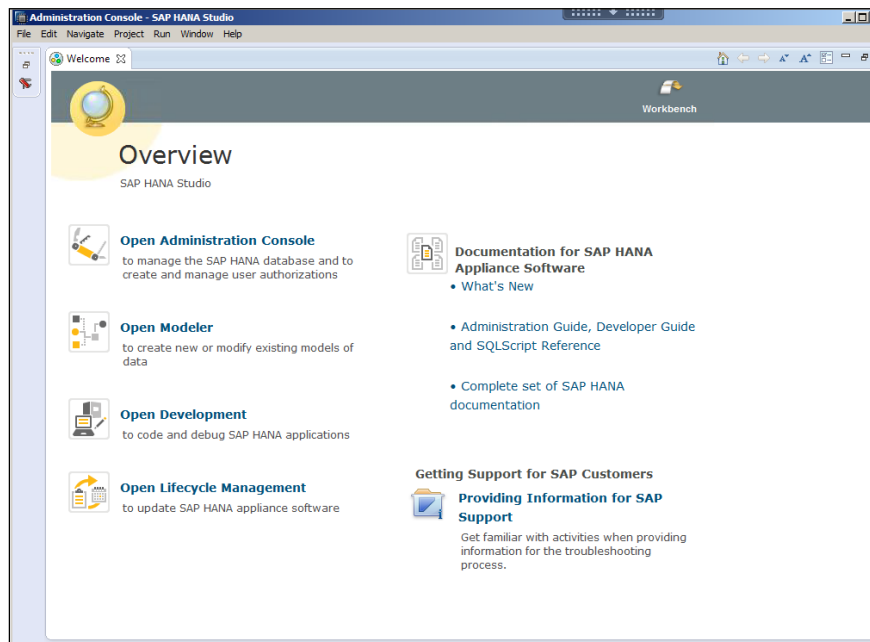 Administration Console - SAP HANA Studio
File Edit Navigate Project Run Window Help
Welcome
Workbench
Overview
SAP HANA Studio
Open Administration Console
to manage the SAP HANA database and to
create and manage user authorizations
Open Modeler
to create new or modify existing models of
data
Open Development
to code and debug SAP HANA applications
Open Lifecycle Management
to update SAP HANA appliance software
Documentation for SAP HANA
Appliance Software
• What's New
• Administration Guide, Developer Guide
and SQLScript Reference
• Complete set of SAP HANA
documentation
Getting Support for SAP Customers
Providing Information for SAP
Support
Get familiar with activities when providing
information for the troubleshooting
process.